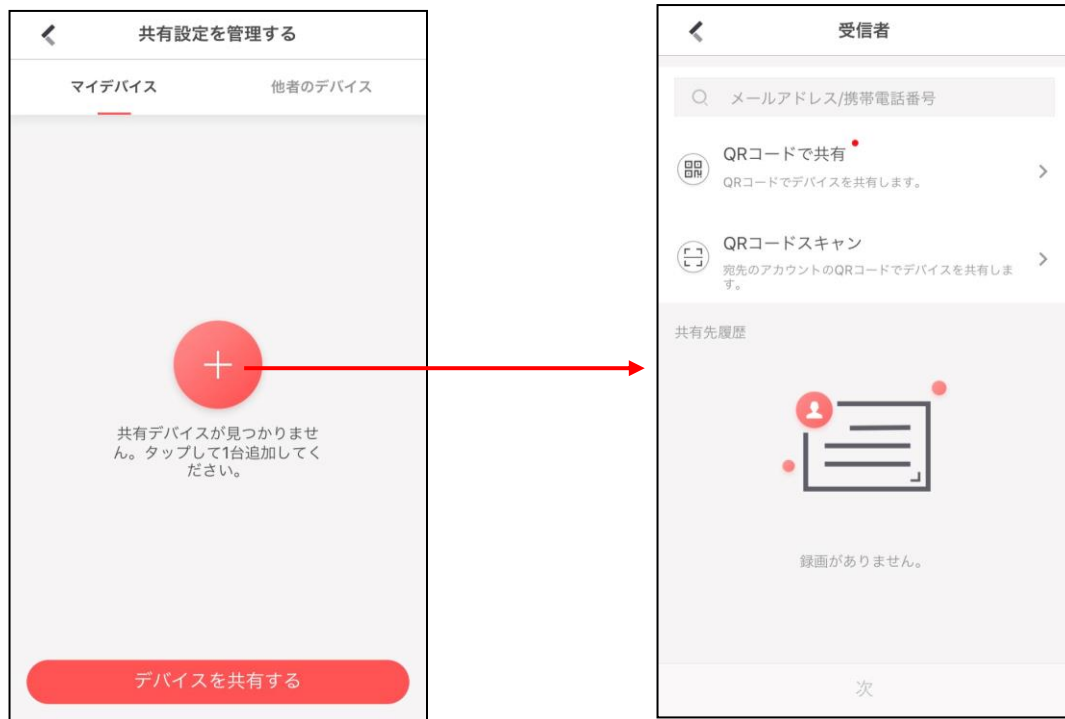 共有設定を管理する
マイデバイス
他者のデバイス
共有デバイスが見つかりませ
ん。タップして1台追加してく
ださい。
デバイスを共有する
受信者
メールアドレス/携帯電話番号
QRコードで共有
QRコードでデバイスを共有します。
QRコードスキャン
宛先のアカウントのQRコードでデバイスを共有しま
す。
共有先履歴
録画がありません。
次